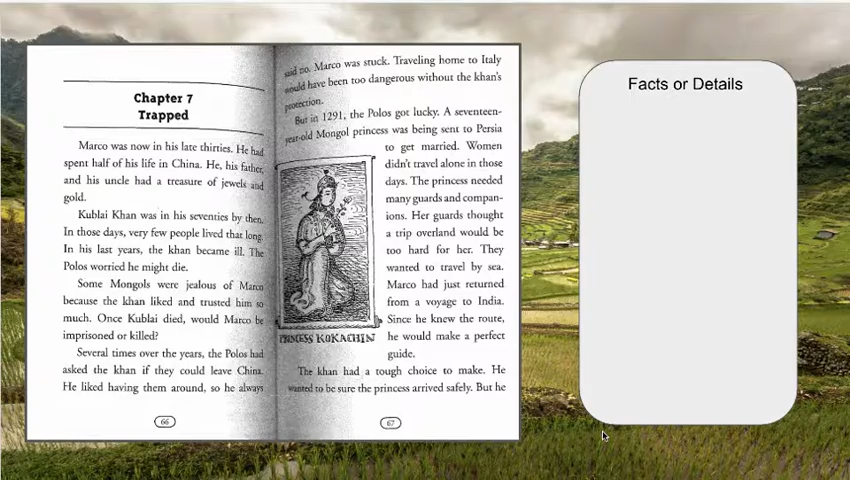 Chapter 7
Trapped
Marco was now in his late thirties. He had
spent half of his life in China. He, his father,
and his uncle had a treasure of jewels and
gold.
Kublai Khan was in his seventies by then.
In those days, very few people lived that long.
In his last years, the khan became ill. The
Polos worried he might die.
Some Mongols were jealous of Marco
because the khan liked and trusted him so
much. Once Kublai died, would Marco be
imprisoned or killed?
Several times over the years, the Polos had
asked the khan if they could leave China.
He liked having them around, so he always
66
said no. Marco was stuck. Traveling home to Italy
would have been too dangerous without the khan's
protection.
But in 1291, the Polos got lucky. A seventeen-
year-old Mongol princess was being sent to Persia
to get married. Women
didn't travel alone in those
days. The princess needed
many guards and compan-
ions. Her guards thought
a trip overland would be
too hard for her. They
wanted to travel by sea.
Marco had just returned
from a voyage to India.
Since he knew the route,
he would make a perfect
guide.
PRINCESS KOKACHIN
The khan had a tough choice to make. He
wanted to be sure the princess arrived safely. But he
67
Facts or Details